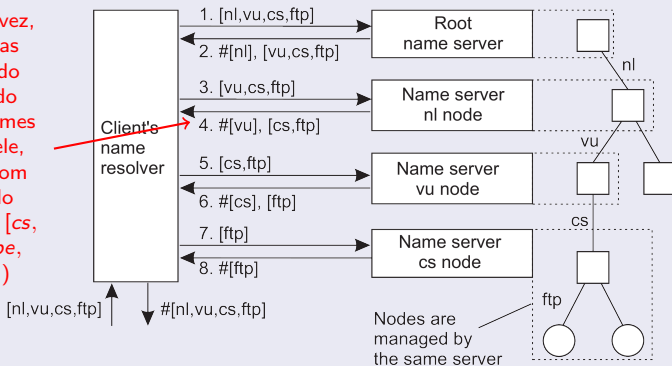 vez,
as
do
do
mes
ele,
om
do
[cs,
be,
)
Client's
name
resolver
1. [nl,vu,cs,ftp]
2. #[nl], [vu,cs,ftp]
3. [vu,cs,ftp]
4. #[vu], [cs,ftp]
5. [cs,ftp]
6. #[cs], [ftp]
7. [ftp]
8. #[ftp]
[nl,vu,cs,ftp]
#[nl,vu,cs,ftp]
Root
name server
Name server
nl node
Name server
vu node
Name server
cs node
nl
vu
cs
ftp
Nodes are
managed by
the same server